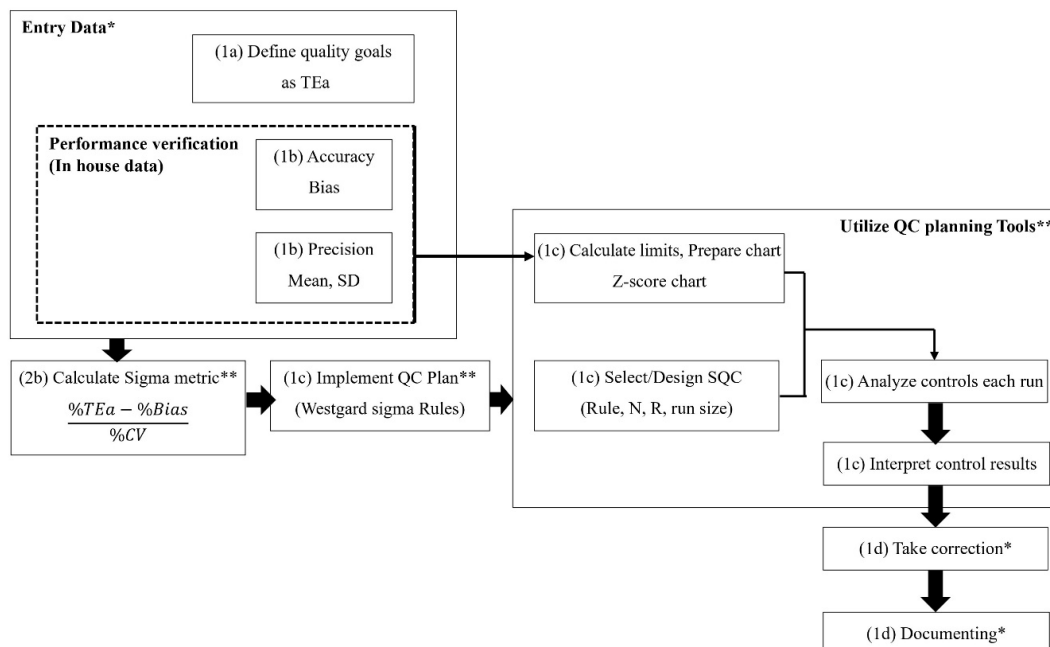 Entry Data*
(1a) Define quality goals
as TEa
Performance verification
(In house data)
(1b) Accuracy
Bias
(1b) Precision
Mean, SD
Utilize QC planning Tools**
(1c) Calculate limits, Prepare chart
Z-score chart
(2b) Calculate Sigma metric**
%TEa − %Bias
%CV
(1c) Implement QC Plan**
(Westgard sigma Rules)
(1c) Select/Design SQC
(Rule, N, R, run size)
(1c) Analyze controls each run
(1c) Interpret control results
(1d) Take correction*
(1d) Documenting*